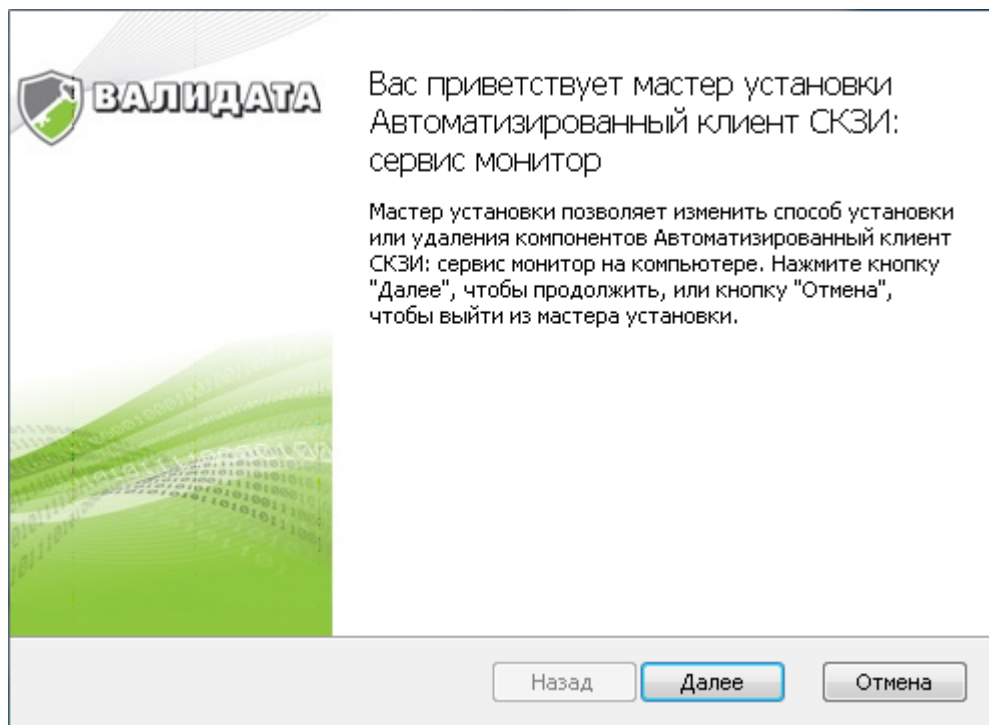 ВАЛИДАТА
Вас приветствует мастер установки
Автоматизированный клиент СКЗИ:
сервис монитор
Мастер установки позволяет изменить способ установки
или удаления компонентов Автоматизированный клиент
СКЗИ: сервис монитор на компьютере. Нажмите кнопку
"Далее", чтобы продолжить, или кнопку "Отмена",
чтобы выйти из мастера установки.
Назад
Далее
Отмена